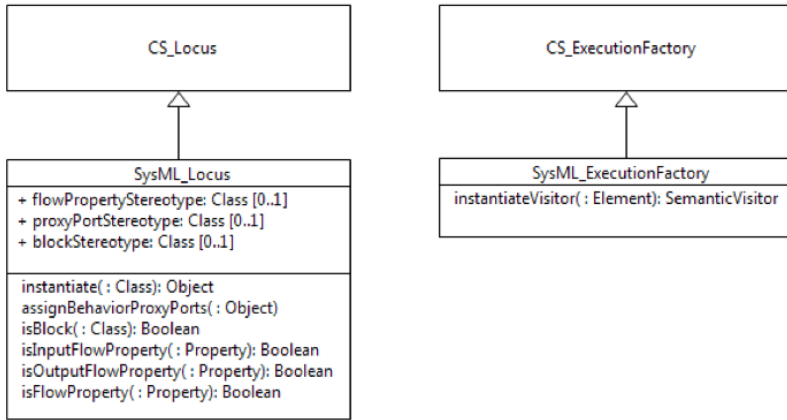 CS_Locus
SysML_Locus
+ flowPropertyStereotype: Class [0..1]
+ proxyPortStereotype: Class [0..1]
+ blockStereotype: Class [0..1]
instantiate( : Class): Object
assignBehaviorProxyPorts( : Object)
isBlock( : Class): Boolean
isInputFlowProperty( : Property): Boolean
isOutputFlowProperty( : Property): Boolean
isFlowProperty( : Property): Boolean
CS_ExecutionFactory
SysML_ExecutionFactory
instantiateVisitor( : Element): SemanticVisitor